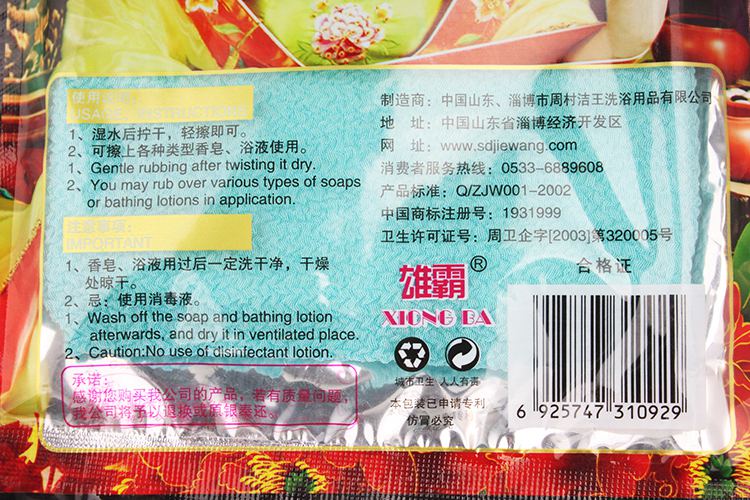 使用说明:
USAGE INSTRUCTIONS
1、湿水后拧干，轻擦即可。
2、可擦上各种类型香皂、浴液使用。
1、Gentle rubbing after twisting it dry.
2、You may rub over various types of soaps
or bathing lotions in application.
注意事项:
IMPORTANT
1、香皂、浴液用过后一定洗干净，干燥
处晾干。
2、忌：使用消毒液。
1、Wash off the soap and bathing lotion
afterwards, and dry it in ventilated place.
2、Caution:No use of disinfectant lotion.
承诺：
感谢您购买我公司的产品，若有质量问题，
我公司将予以退换或原银奉还。
制造商：中国山东、淄博市周村洁王洗浴用品有限公司
地 址：中国山东省淄博经济开发区
网 址：www.sdjiewang.com
消费者服务热线：0533-6889608
产品标准：Q/ZJW001-2002
中国商标注册号：1931999
卫生许可证号：周卫企字[2003]第320005号
雄霸®
XIONG BA
城市卫生 人人有责
本包装已申请专利
仿冒必究
合格证
6 925747 310929